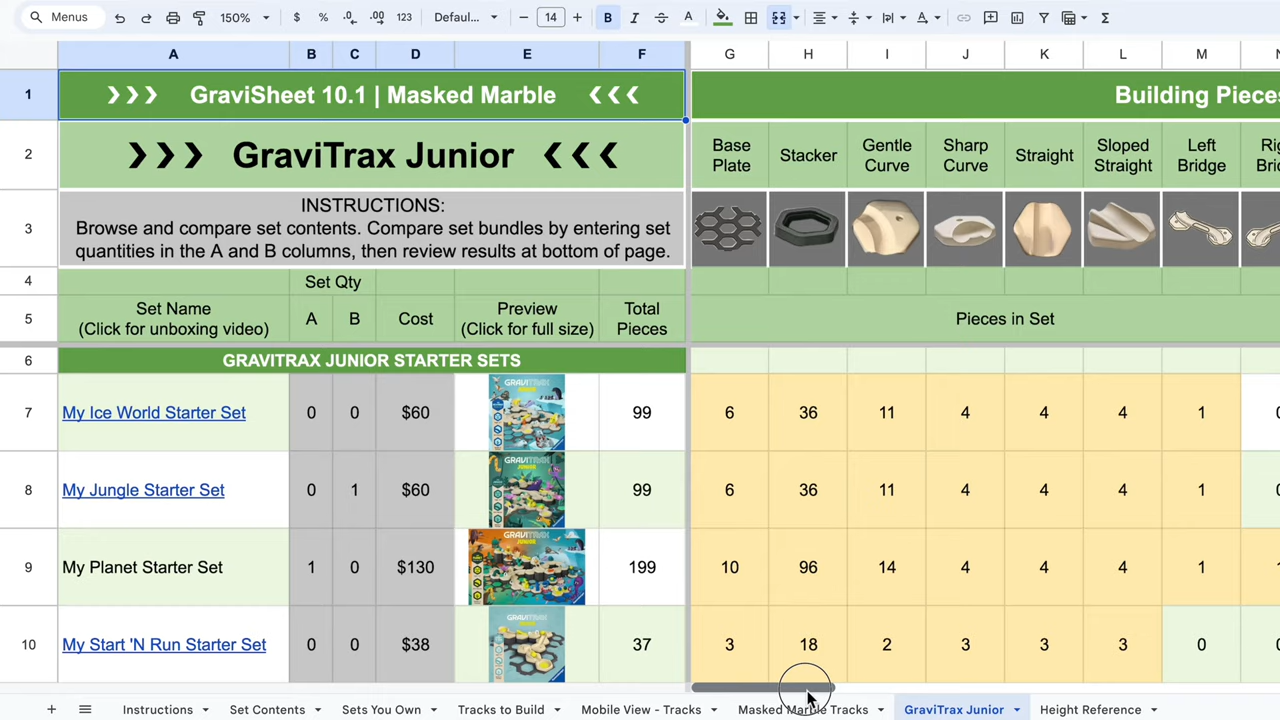 Menus
150%
$
%
.0
.00
123
Defaul...
14
B
I
A
Σ
A B C D E F G H I J K L M
1
❯❯❯ GraviSheet 10.1 | Masked Marble ❮❮❮
Building Pieces
2
❯❯❯ GraviTrax Junior ❮❮❮
Base Plate
Stacker
Gentle Curve
Sharp Curve
Straight
Sloped Straight
Left Bridge
3
INSTRUCTIONS:
Browse and compare set contents. Compare set bundles by entering set
quantities in the A and B columns, then review results at bottom of page.
4
Set Qty
5
Set Name
(Click for unboxing video)
A
B
Cost
Preview
(Click for full size)
Total
Pieces
Pieces in Set
6
GRAVITRAX JUNIOR STARTER SETS
7 My Ice World Starter Set 0 0 $60 99 6 36 11 4 4 4 1
GRAVITRAX
8 My Jungle Starter Set 0 1 $60 99 6 36 11 4 4 4 1
GRAVITRAX
9 My Planet Starter Set 1 0 $130 199 10 96 14 4 4 4 1
GRAVITRAX
10 My Start 'N Run Starter Set 0 0 $38 37 3 18 2 3 3 3 0
GRAVITRAX
+ Instructions Set Contents Sets You Own Tracks to Build Mobile View - Tracks Masked Marble Tracks GraviTrax Junior Height Reference